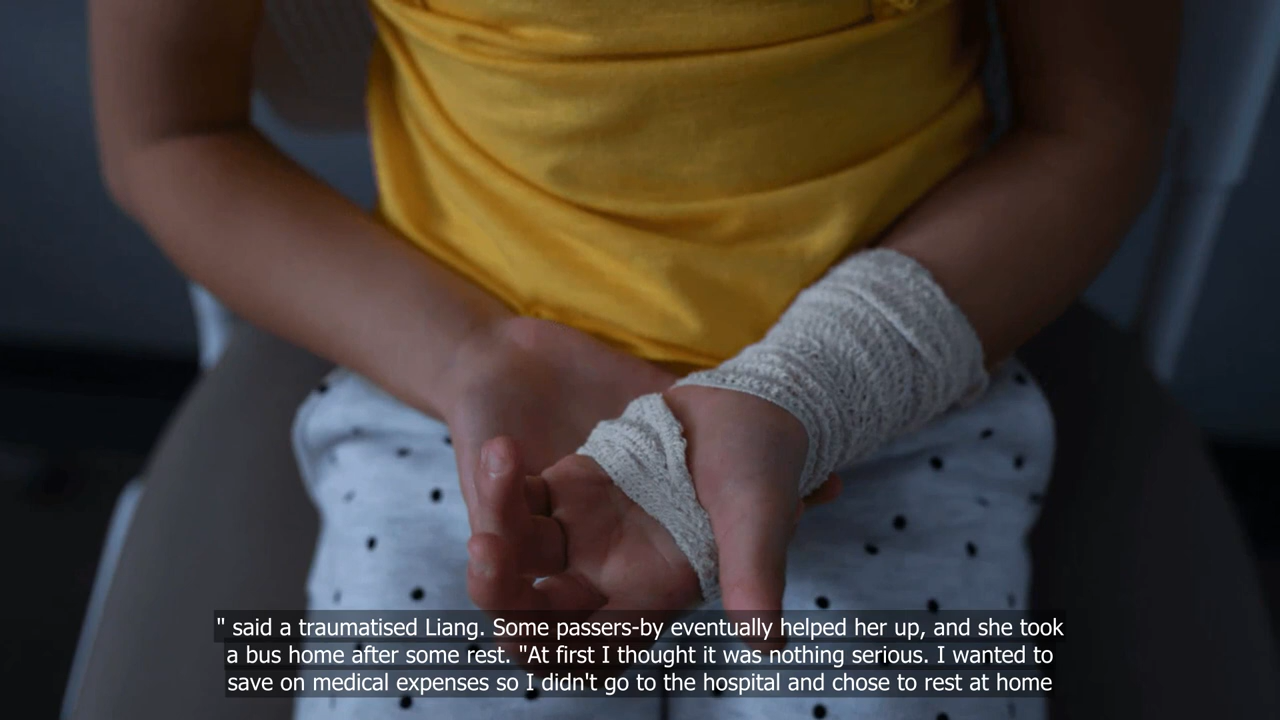 " said a traumatised Liang. Some passers-by eventually helped her up, and she took
a bus home after some rest. "At first I thought it was nothing serious. I wanted to
save on medical expenses so I didn't go to the hospital and chose to rest at home